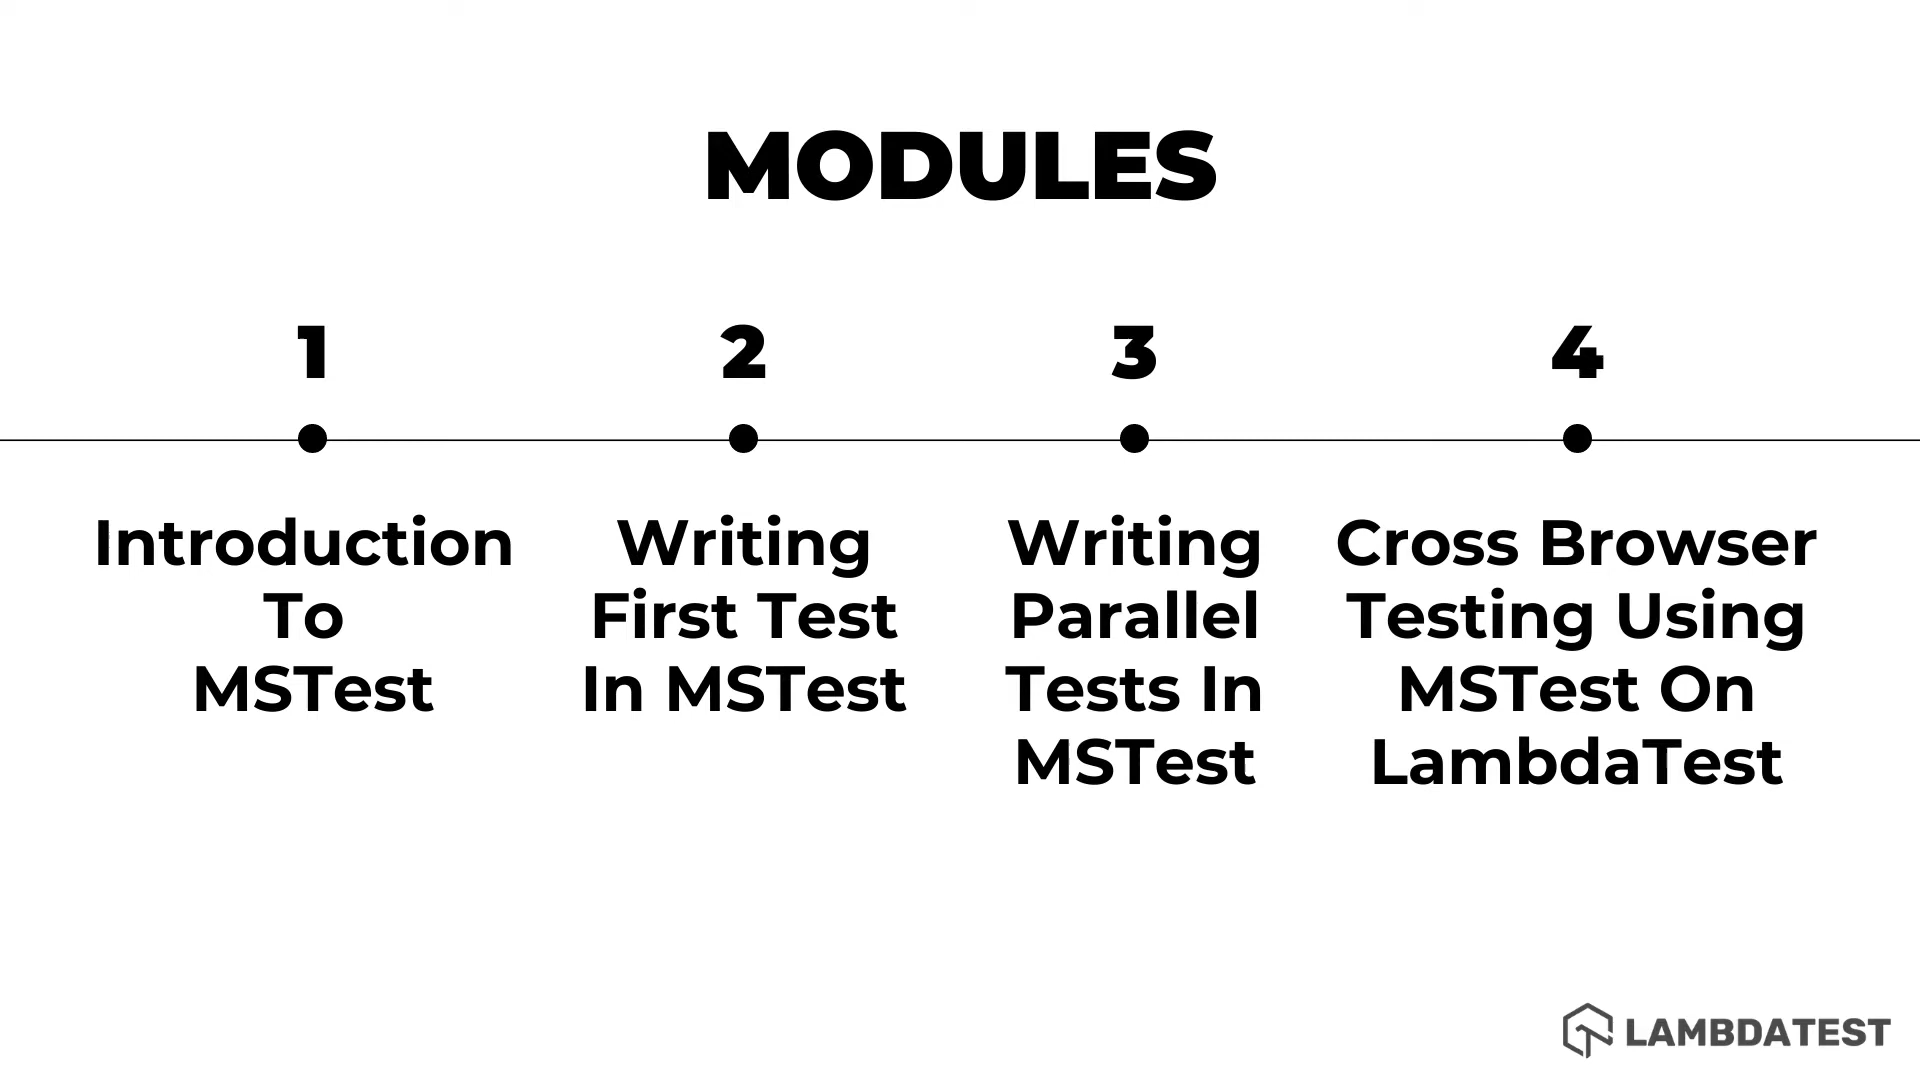 MODULES
1
Introduction
To
MSTest
2
Writing
First Test
In MSTest
3
Writing
Parallel
Tests In
MSTest
4
Cross Browser
Testing Using
MSTest On
LambdaTest
LAMBDATEST